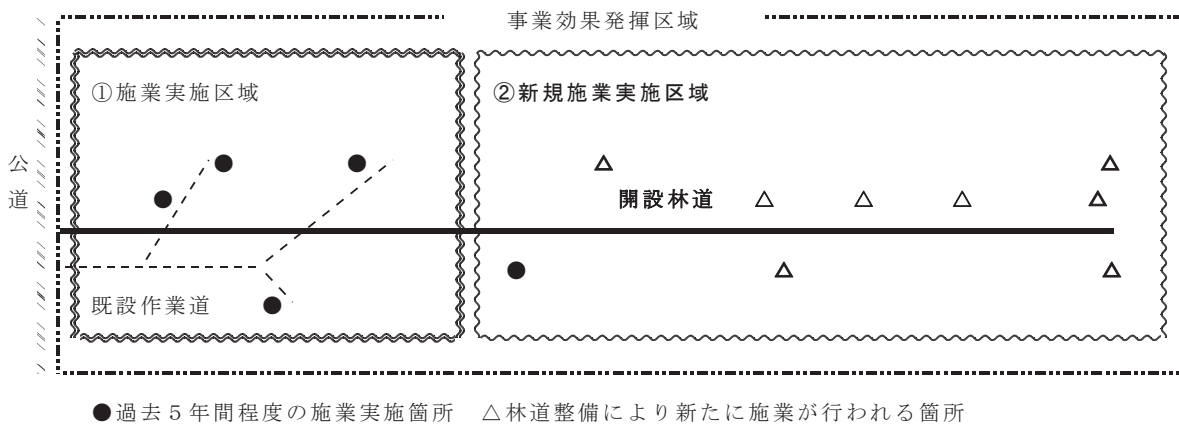 事業効果発揮区域
①施業実施区域
②新規施業実施区域
公道
開設林道
既設作業道
●過去５年間程度の施業実施箇所　△林道整備により新たに施業が行われる箇所